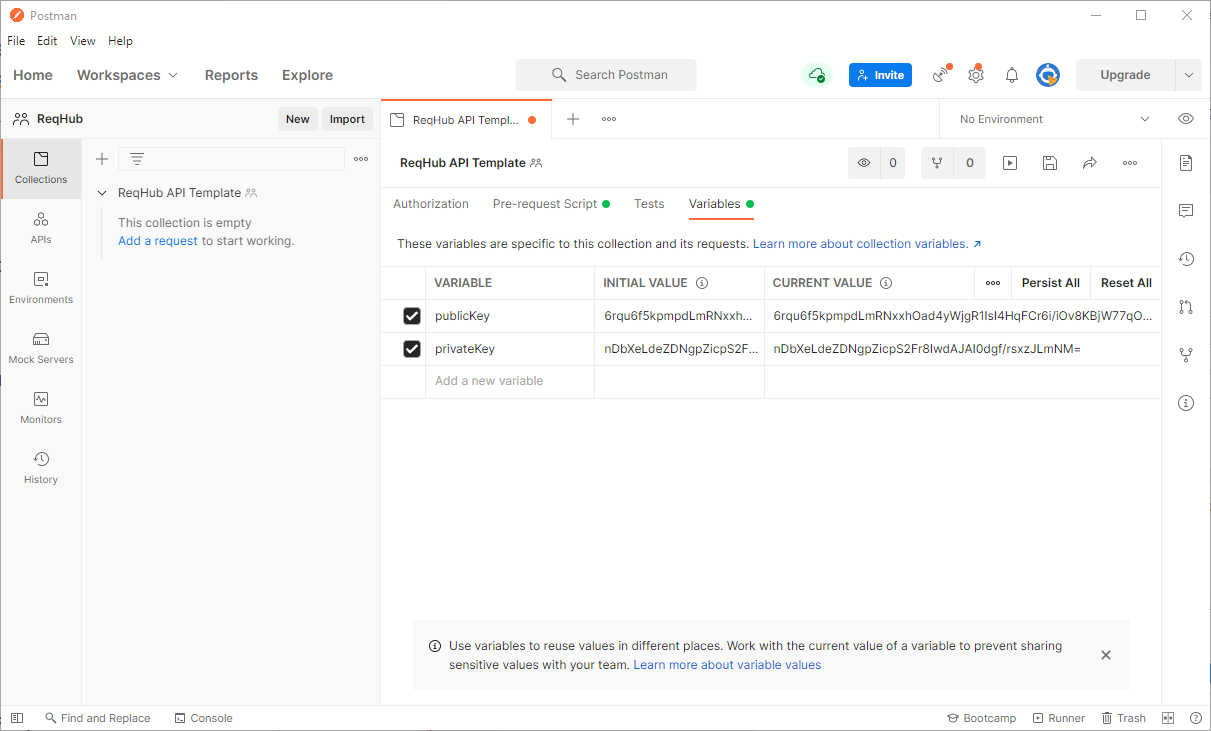 Postman
File Edit View Help
Home Workspaces Reports Explore Search Postman Invite Upgrade
ReqHub New Import ReqHub API Templ... No Environment
Collections
APIs
Environments
Mock Servers
Monitors
History
ReqHub API Template
This collection is empty
Add a request to start working.
ReqHub API Template 0 0
Authorization Pre-request Script Tests Variables
These variables are specific to this collection and its requests. Learn more about collection variables. ↗
VARIABLE INITIAL VALUE CURRENT VALUE Persist All Reset All
publicKey 6rqu6f5kpmpdLmRNxxh... 6rqu6f5kpmpdLmRNxxhOad4yWjgR1IsI4HqFCr6i/iOv8KBjW77qO...
privateKey nDbXeLdeZDNgpZicpS2F... nDbXeLdeZDNgpZicpS2Fr8IwdAJAI0dgf/rsxzJLmNM=
Add a new variable
Use variables to reuse values in different places. Work with the current value of a variable to prevent sharing
sensitive values with your team. Learn more about variable values
Find and Replace Console Bootcamp Runner Trash